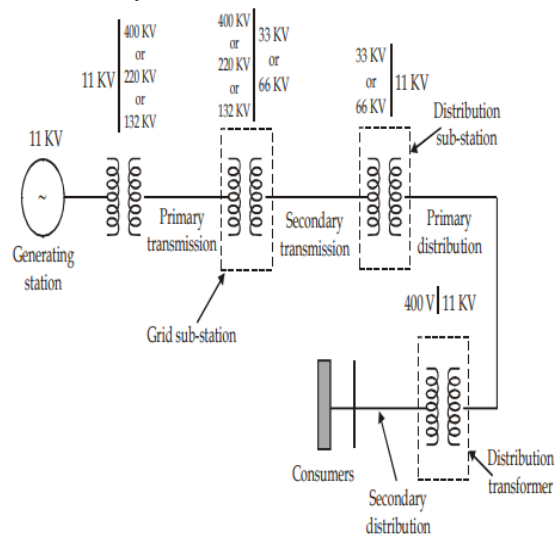 400 KV
or
220 KV
or
132 KV
11 KV
400 KV
or
220 KV
or
132 KV
33 KV
or
66 KV
33 KV
or
66 KV
11 KV
Distribution
sub-station
11 KV
~
Generating
station
Primary
transmission
Secondary
transmission
Primary
distribution
Grid sub-station
400 V
11 KV
Consumers
Secondary
distribution
Distribution
transformer